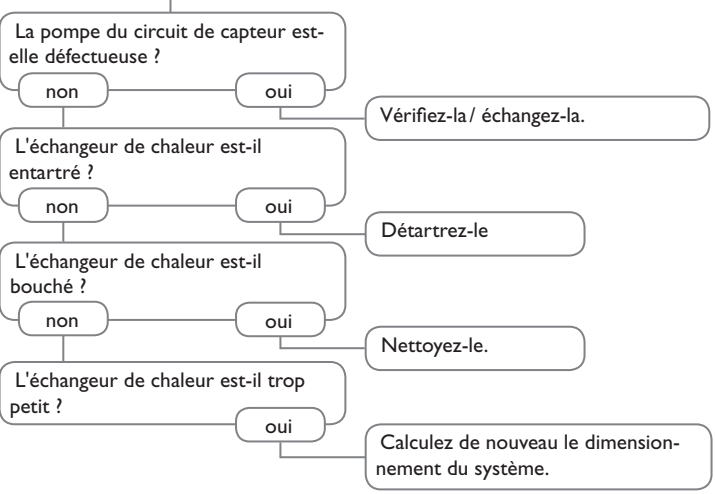 La pompe du circuit de capteur est-
elle défectueuse ?
non
oui
Vérifiez-la / échangez-la.
L'échangeur de chaleur est-il
entartré ?
non
oui
Détartrez-le
L'échangeur de chaleur est-il
bouché ?
non
oui
Nettoyez-le.
L'échangeur de chaleur est-il trop
petit ?
oui
Calculez de nouveau le dimension-
nement du système.